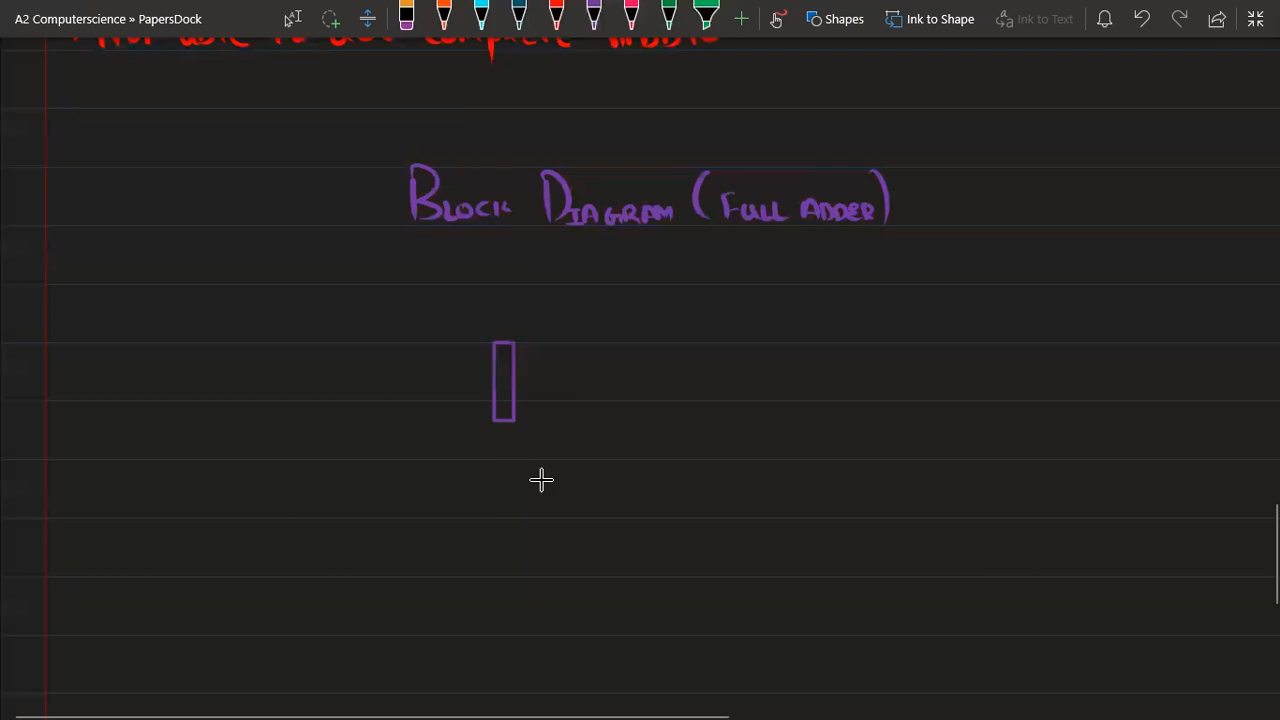 A2 Computerscience » PapersDock
Shapes
Ink to Shape
Ink to Text
BLOCK DIAGRAM (FULL ADDER)